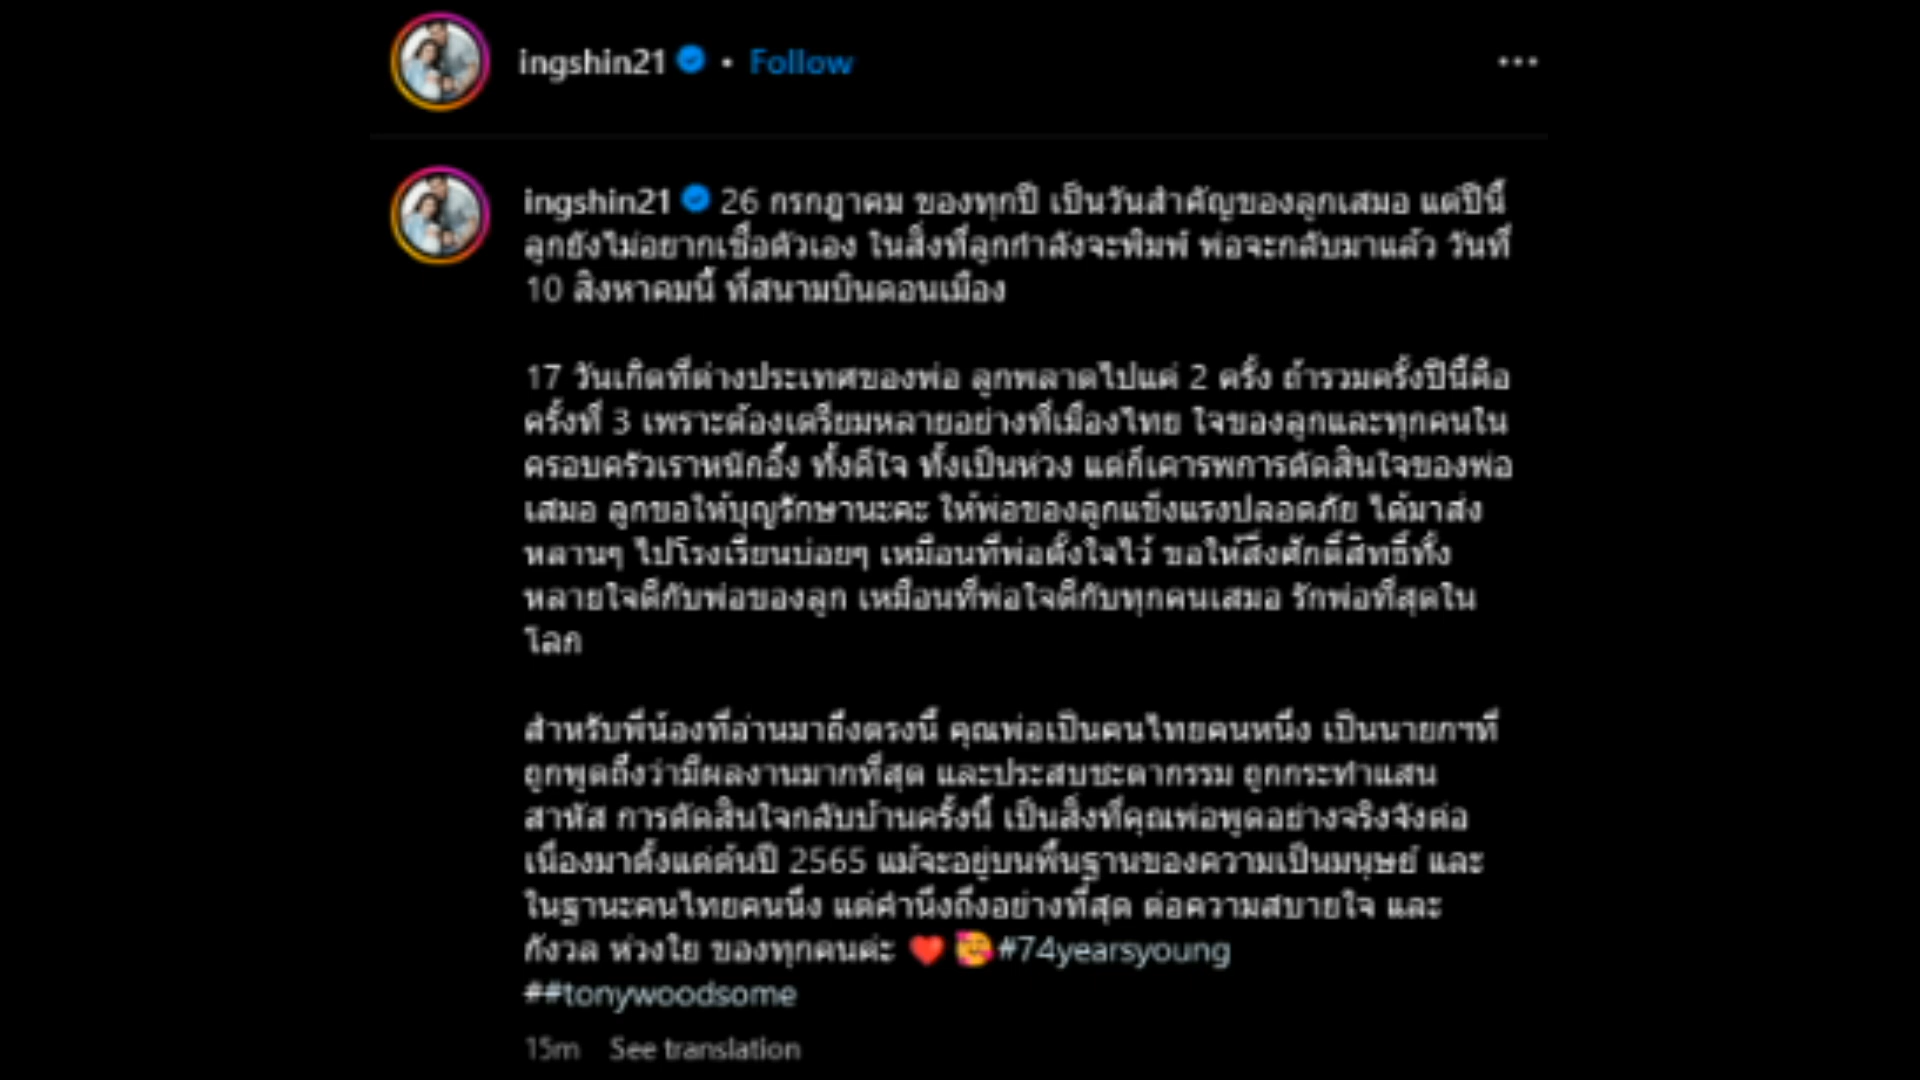 ingshin21 • Follow
ingshin21 26 กรกฎาคม ของทุกปี เป็นวันสำคัญของลูกเสมอ แต่ปีนี้
ลูกยังไม่อยากเชื่อตัวเอง ในสิ่งที่ลูกกำลังจะพิมพ์ พ่อจะกลับมาแล้ว วันที่
10 สิงหาคมนี้ ที่สนามบินดอนเมือง
17 วันเกิดที่ต่างประเทศของพ่อ ลูกพลาดไปแค่ 2 ครั้ง ถ้ารวมครั้งปีนี้คือ
ครั้งที่ 3 เพราะต้องเตรียมหลายอย่างที่เมืองไทย ใจของลูกและทุกคนใน
ครอบครัวเราหนักอึ้ง ทั้งดีใจ ทั้งเป็นห่วง แต่ก็เคารพการตัดสินใจของพ่อ
เสมอ ลูกขอให้บุญรักษานะคะ ให้พ่อของลูกแข็งแรงปลอดภัย ได้มาส่ง
หลานๆ ไปโรงเรียนบ่อยๆ เหมือนที่พ่อตั้งใจไว้ ขอให้สิ่งศักดิ์สิทธิ์ทั้ง
หลายใจดีกับพ่อของลูก เหมือนที่พ่อใจดีกับทุกคนเสมอ รักพ่อที่สุดใน
โลก
สำหรับพี่น้องที่อ่านมาถึงตรงนี้ คุณพ่อเป็นคนไทยคนหนึ่ง เป็นนายกฯที่
ถูกพูดถึงว่ามีผลงานมากที่สุด และประสบชะตากรรม ถูกกระทำแสน
สาหัส การตัดสินใจกลับบ้านครั้งนี้ เป็นสิ่งที่คุณพ่อพูดอย่างจริงจังต่อ
เนื่องมาตั้งแต่ต้นปี 2565 แม้จะอยู่บนพื้นฐานของความเป็นมนุษย์ และ
ในฐานะคนไทยคนนึง แต่คำนึงถึงอย่างที่สุด ต่อความสบายใจ และ
กังวล ห่วงใย ของทุกคนค่ะ ❤️ 🥰#74yearsyoung
##tonywoodsome
15m See translation